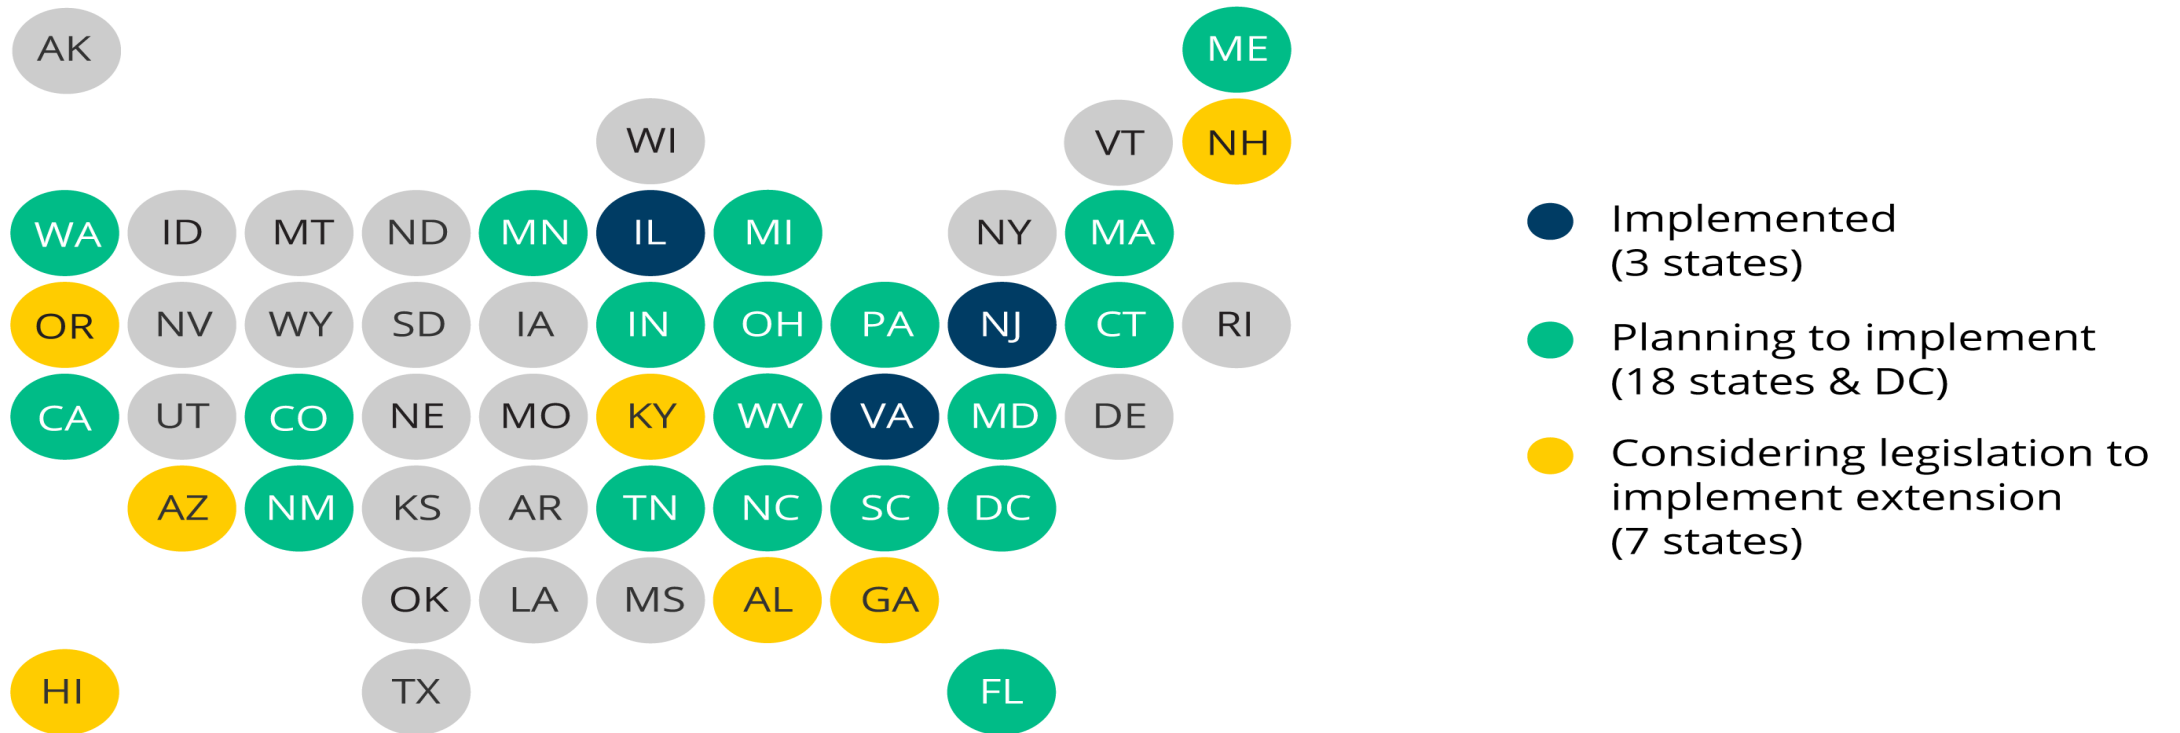 AK
ME
WI
VT
NH
WA
ID
MT
ND
MN
IL
MI
NY
MA
OR
NV
WY
SD
IA
IN
OH
PA
NJ
CT
RI
CA
UT
CO
NE
MO
KY
WV
VA
MD
DE
AZ
NM
KS
AR
TN
NC
SC
DC
OK
LA
MS
AL
GA
HI
TX
FL
Implemented
(3 states)
Planning to implement
(18 states & DC)
Considering legislation to
implement extension
(7 states)